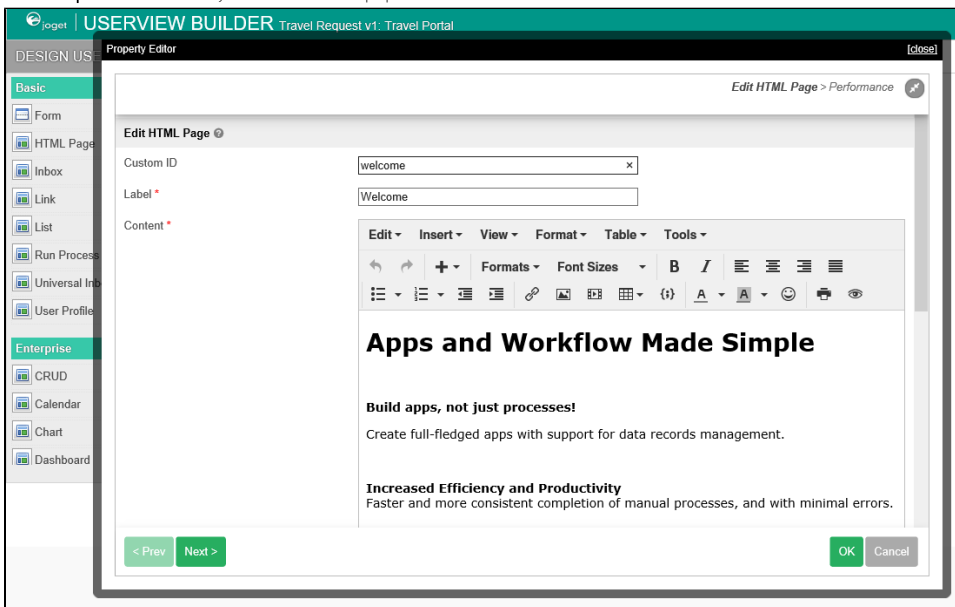 joget | USERVIEW BUILDER Travel Request v1: Travel Portal
DESIGN US
Property Editor [close]
Edit HTML Page > Performance
Basic
Form
HTML Page
Inbox
Link
List
Run Process
Universal Inb
User Profile
Enterprise
CRUD
Calendar
Chart
Dashboard
Edit HTML Page
Custom ID welcome ×
Label * Welcome
Content *
Edit Insert View Format Table Tools
Formats Font Sizes B I
A A
Apps and Workflow Made Simple
Build apps, not just processes!
Create full-fledged apps with support for data records management.
Increased Efficiency and Productivity
Faster and more consistent completion of manual processes, and with minimal errors.
< Prev Next > OK Cancel